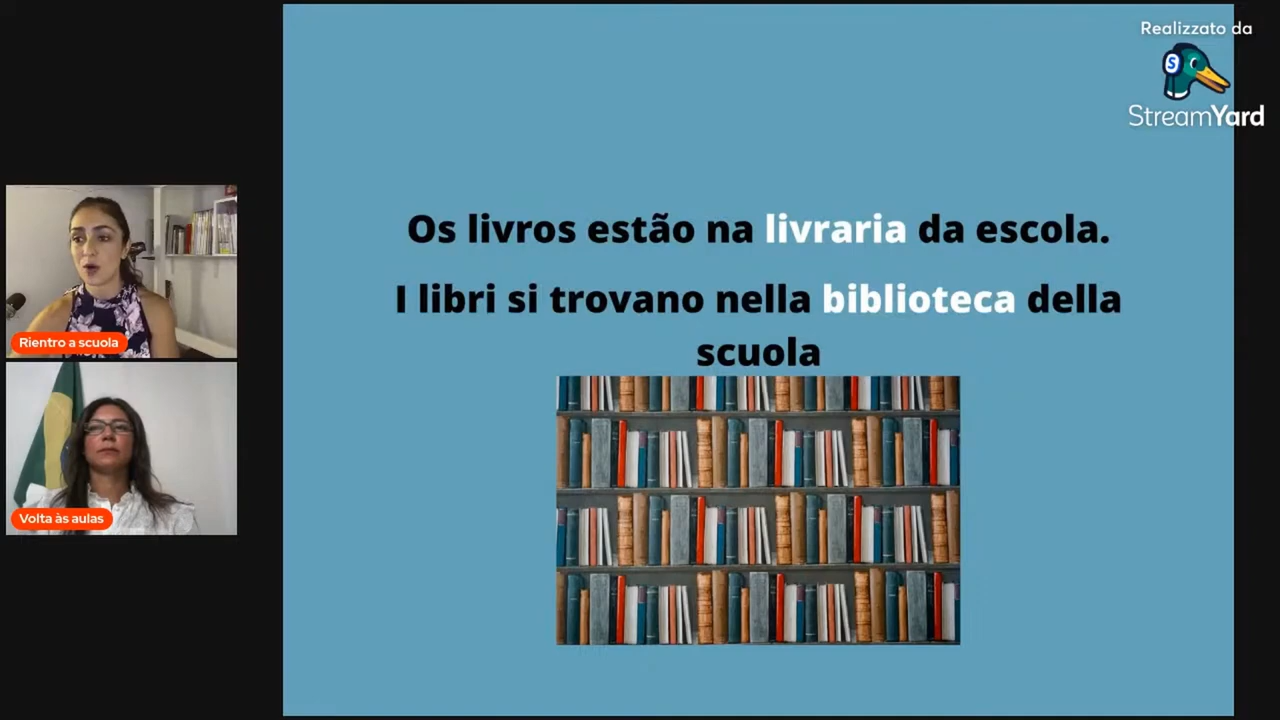 Realizzato da
StreamYard
Os livros estão na livraria da escola.
I libri si trovano nella biblioteca della
scuola
Rientro a scuola
Volta às aulas